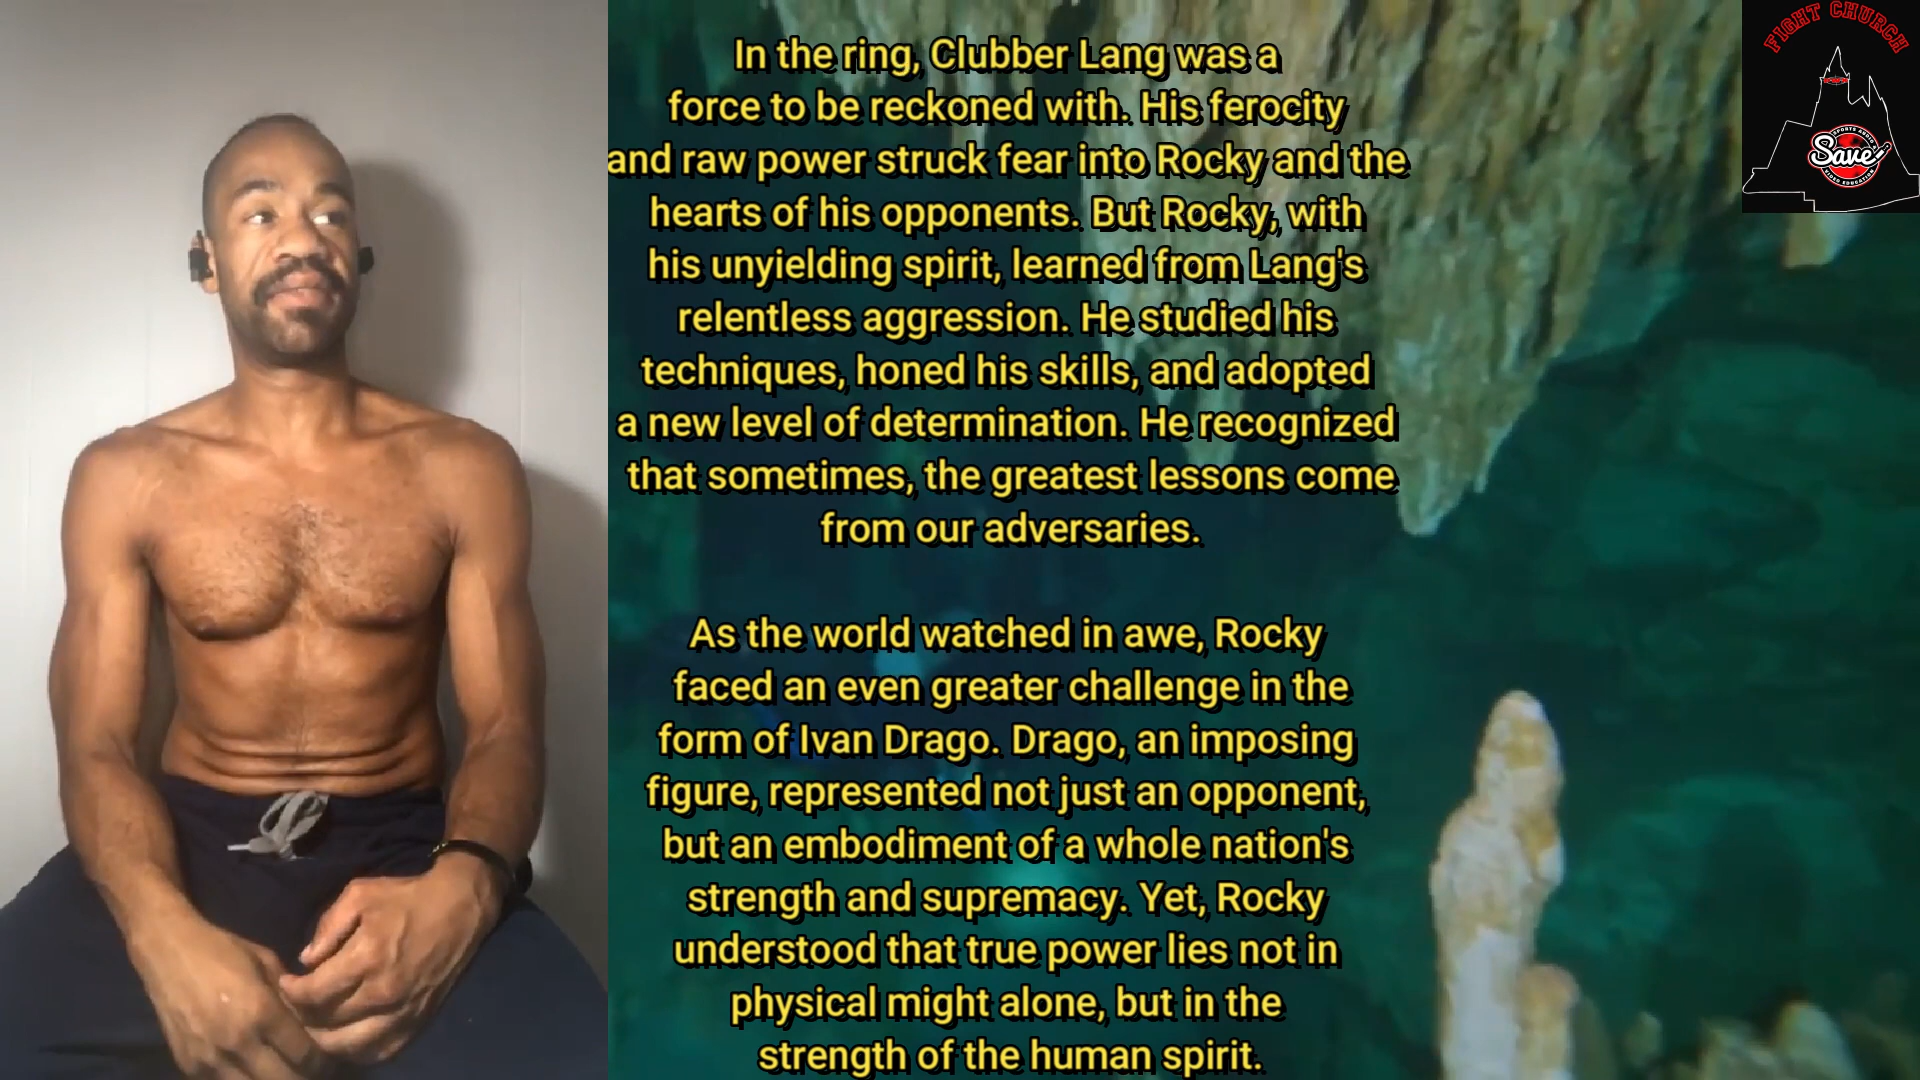 FIGHT CHURCH
In the ring, Clubber Lang was a
force to be reckoned with. His ferocity
and raw power struck fear into Rocky and the
hearts of his opponents. But Rocky, with
his unyielding spirit, learned from Lang's
relentless aggression. He studied his
techniques, honed his skills, and adopted
a new level of determination. He recognized
that sometimes, the greatest lessons come
from our adversaries.
As the world watched in awe, Rocky
faced an even greater challenge in the
form of Ivan Drago. Drago, an imposing
figure, represented not just an opponent,
but an embodiment of a whole nation's
strength and supremacy. Yet, Rocky
understood that true power lies not in
physical might alone, but in the
strength of the human spirit.
SPORTS AUDIO
Save!
VIDEO EDUCATION